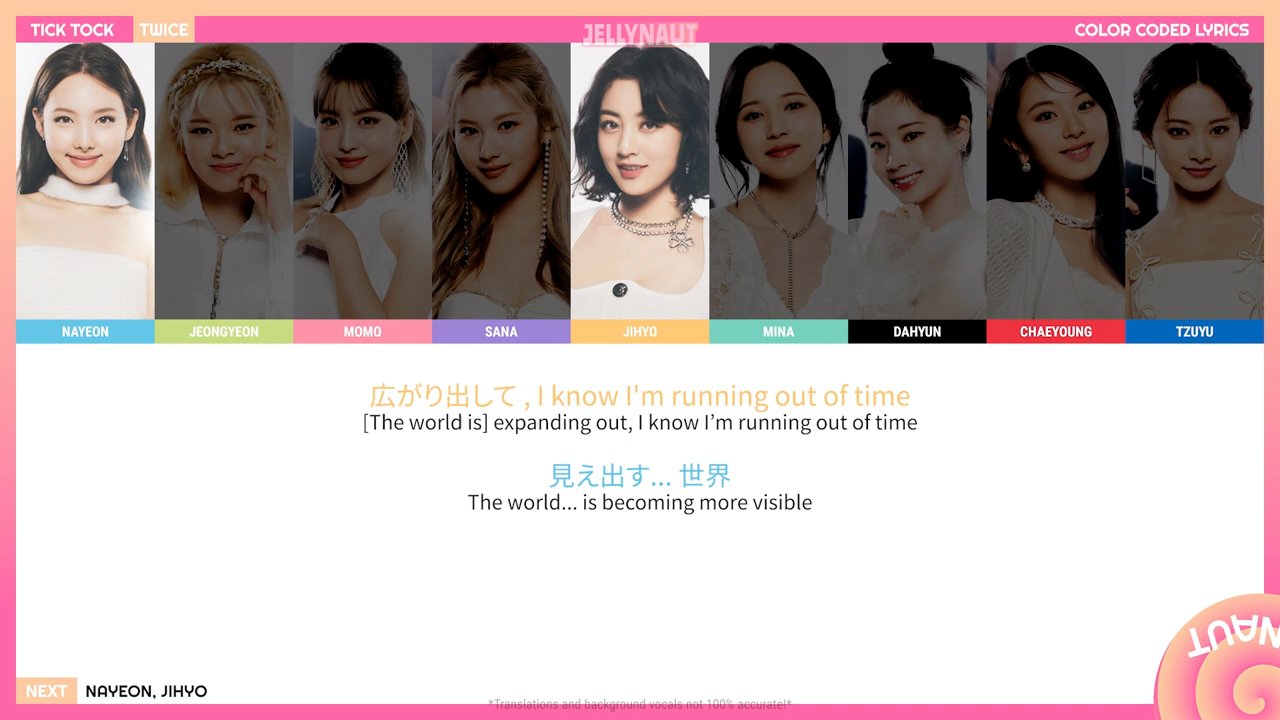 TICK TOCK TWICE JELLYNAUT COLOR CODED LYRICS
NAYEON JEONGYEON MOMO SANA JIHYO MINA DAHYUN CHAEYOUNG TZUYU
広がり出して , I know I'm running out of time
[The world is] expanding out, I know I’m running out of time
見え出す... 世界
The world... is becoming more visible
NAUT
NEXT NAYEON, JIHYO
*Translations and background vocals not 100% accurate!*